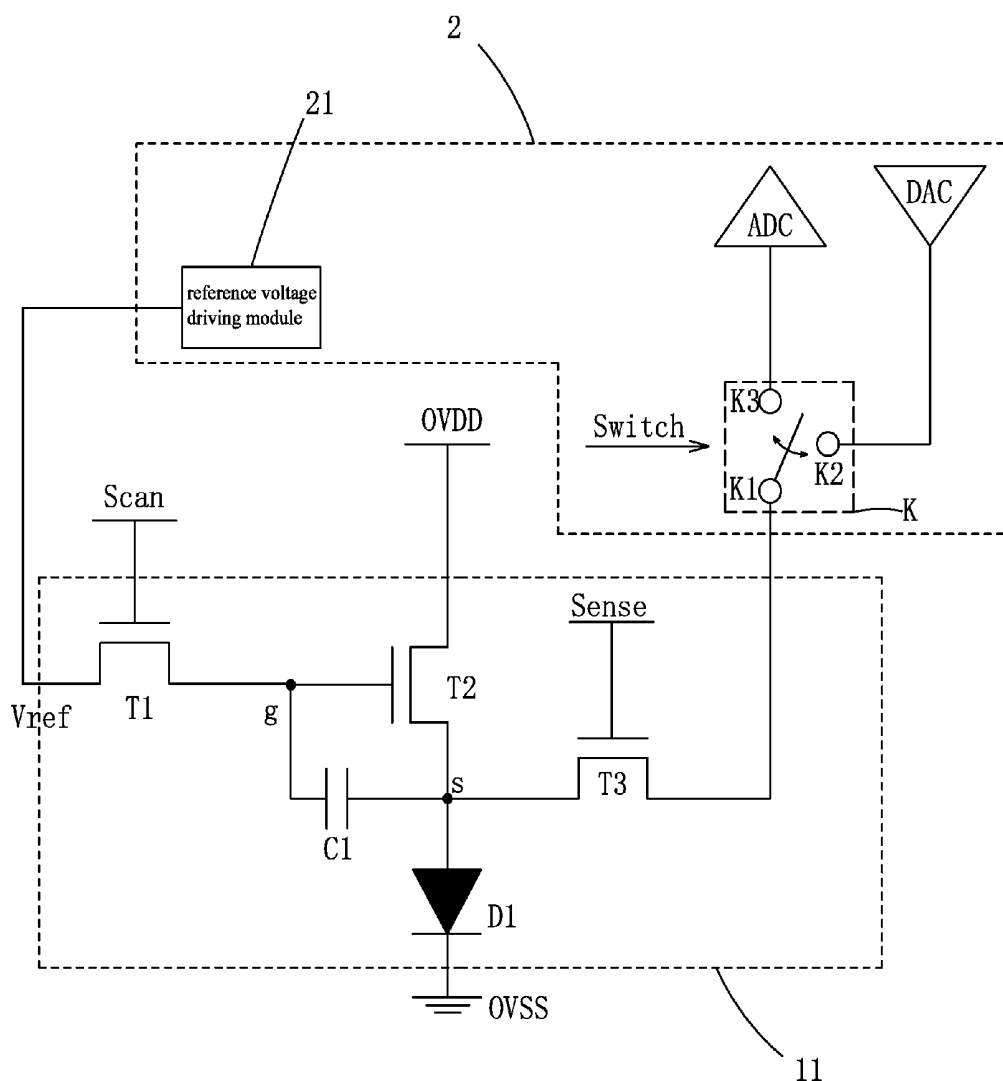 2
21
ADC
DAC
reference voltage
driving module
K3
OVDD
Switch
K2
K1
Scan
K
Sense
T2
T1
g
Vref
s
T3
C1
D1
OVSS
11